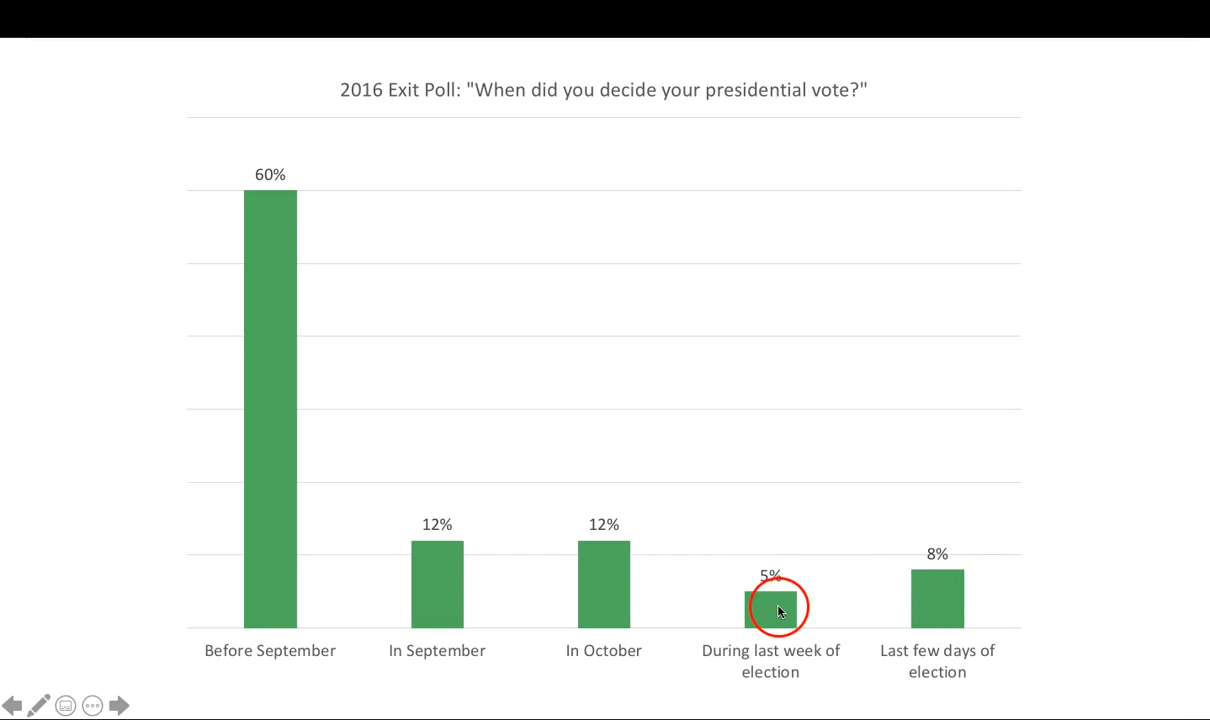 2016 Exit Poll: "When did you decide your presidential vote?"
60%
12%
12%
5%
8%
Before September
In September
In October
During last week of
election
Last few days of
election